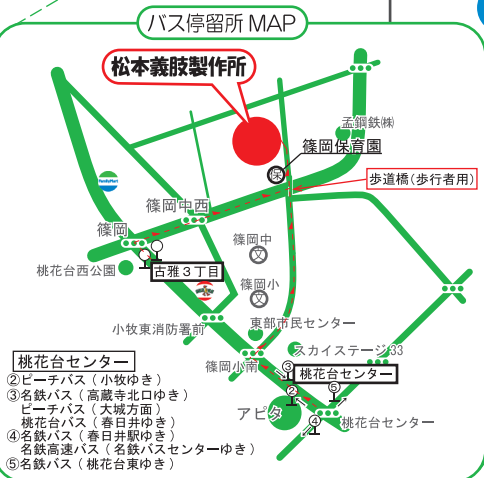 バス停留所 MAP
松本義肢製作所
孟鋼鉄㈱
篠岡保育園
保
歩道橋(歩行者用)
FamilyMart
篠岡中西
篠岡
篠岡中
文
古雅3丁目
桃花台西公園
篠岡小
文
小牧東消防署前
東部市民センター
スカイステージ33
篠岡小南
③
桃花台センター
②
⑤
アピタ
④
桃花台センター
桃花台センター
②ピーチバス(小牧ゆき)
③名鉄バス(高蔵寺北口ゆき)
ピーチバス(大城方面)
桃花台バス(春日井ゆき)
④名鉄バス(春日井駅ゆき)
名鉄高速バス(名鉄バスセンターゆき)
⑤名鉄バス(桃花台東ゆき)